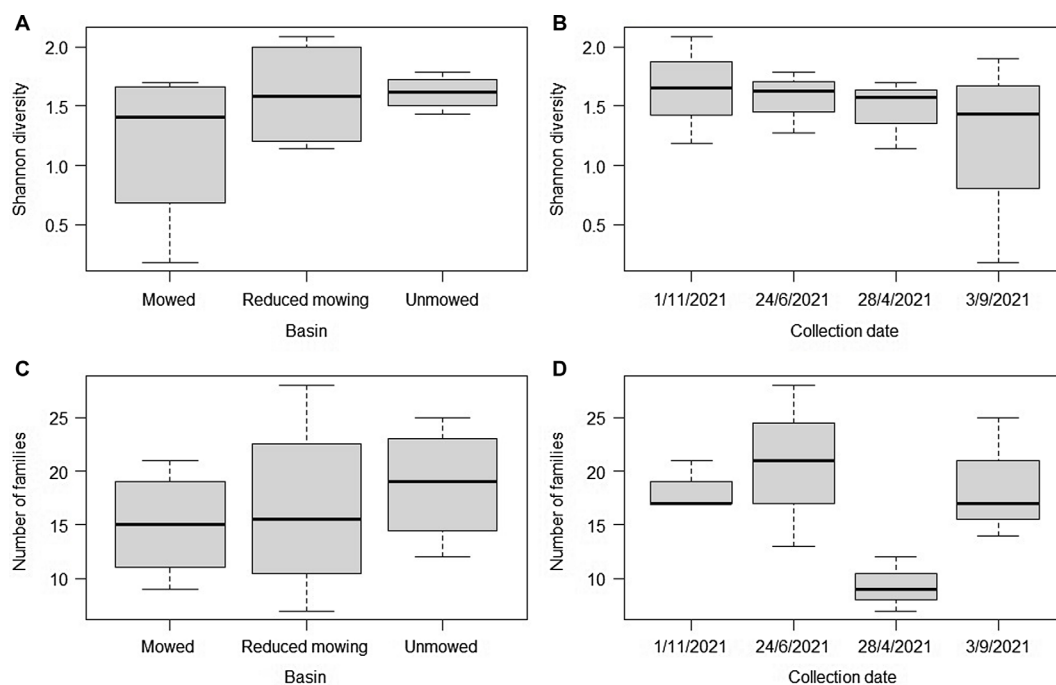 A
Shannon diversity
2.0
1.5
1.0
0.5
Mowed Reduced mowing Unmowed
Basin
B
Shannon diversity
2.0
1.5
1.0
0.5
1/11/2021 24/6/2021 28/4/2021 3/9/2021
Collection date
C
Number of families
25
20
15
10
Mowed Reduced mowing Unmowed
Basin
D
Number of families
25
20
15
10
1/11/2021 24/6/2021 28/4/2021 3/9/2021
Collection date